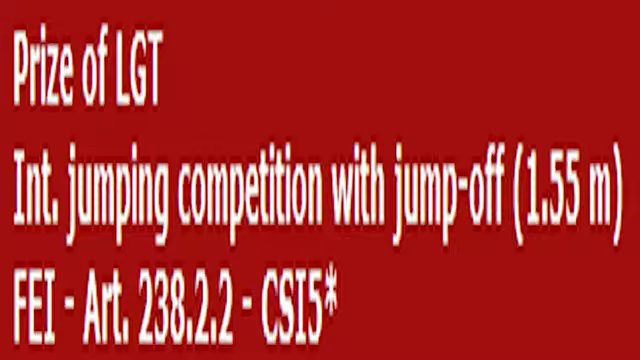 Prize of LGT
Int. jumping competition with jump-off (1.55 m)
FEI - Art. 238.2.2 - CSI5*